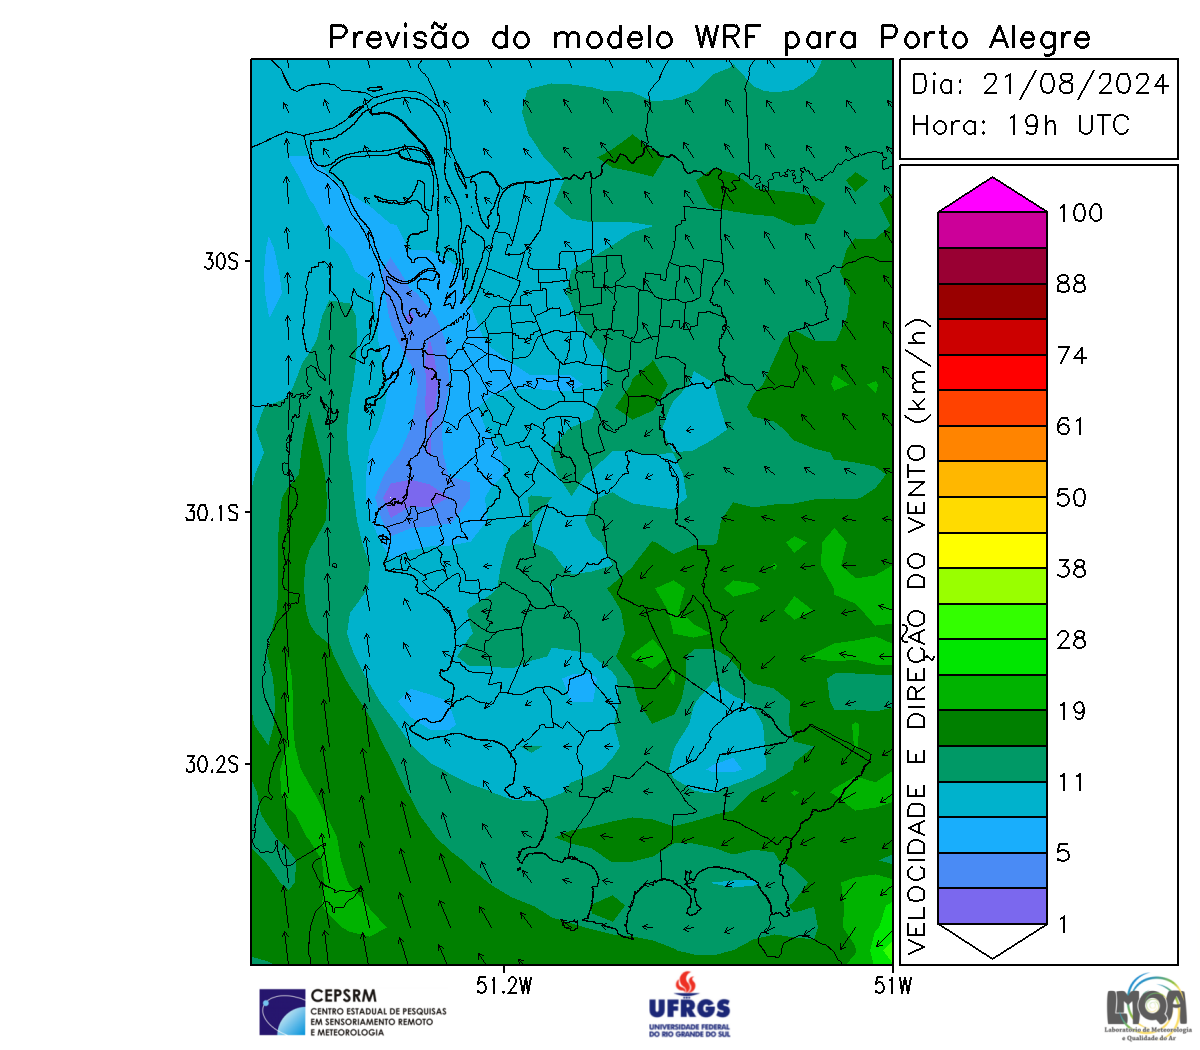 Previsão do modelo WRF para Porto Alegre
Dia: 21/08/2024
Hora: 19h UTC
30S
30.1S
30.2S
51.2W
51W
VELOCIDADE E DIREÇÃO DO VENTO (km/h)
100
88
74
61
50
38
28
19
11
5
1
CEPSRM
CENTRO ESTADUAL DE PESQUISAS
EM SENSORIAMENTO REMOTO
E METEOROLOGIA
UFRGS
UNIVERSIDADE FEDERAL
DO RIO GRANDE DO SUL
LMQA
Laboratório de Meteorologia
e Qualidade do Ar